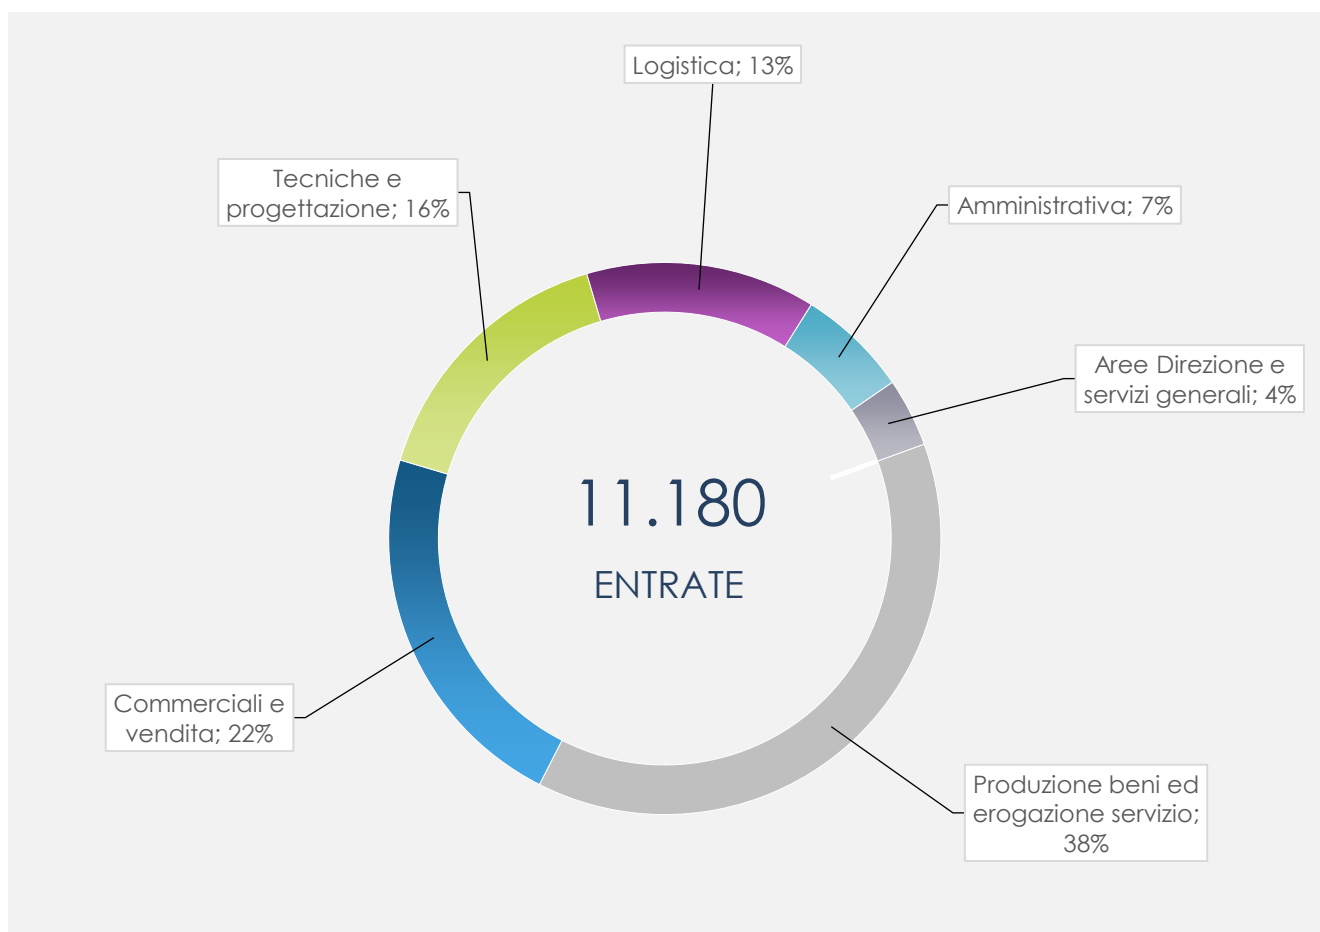 Logistica; 13%
Tecniche e
progettazione; 16%
Amministrativa; 7%
Aree Direzione e
servizi generali; 4%
11.180
ENTRATE
Commerciali e
vendita; 22%
Produzione beni ed
erogazione servizio;
38%